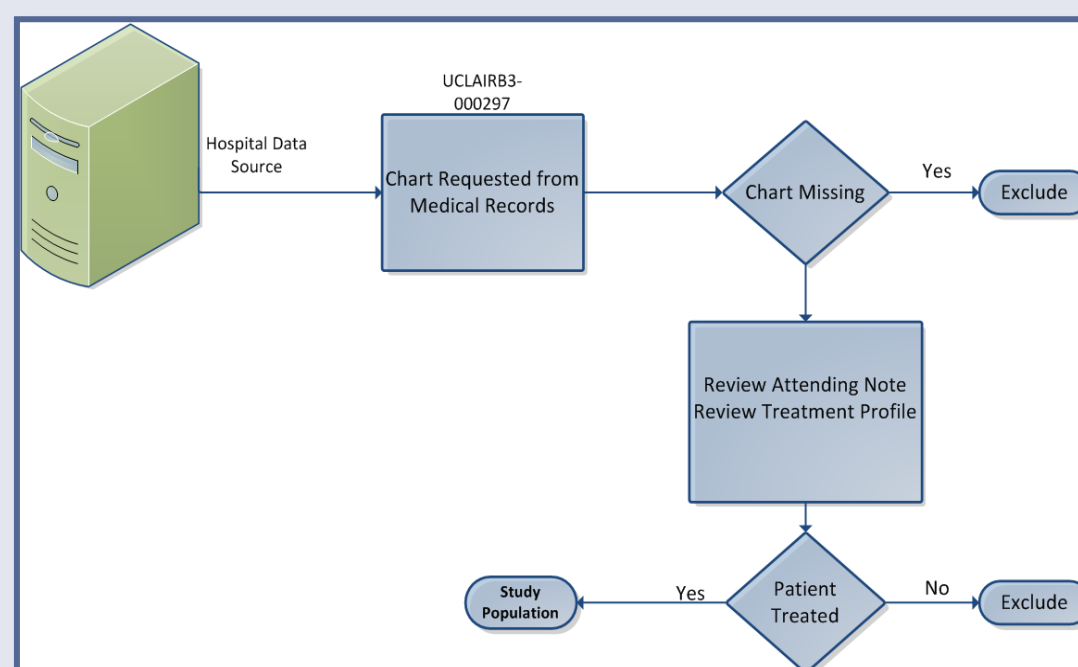 UCLAIRB3-
000297
Hospital Data
Source
Chart Requested from
Medical Records
Chart Missing
Yes
Exclude
Review Attending Note
Review Treatment Profile
Patient
Treated
Yes
Study
Population
No
Exclude